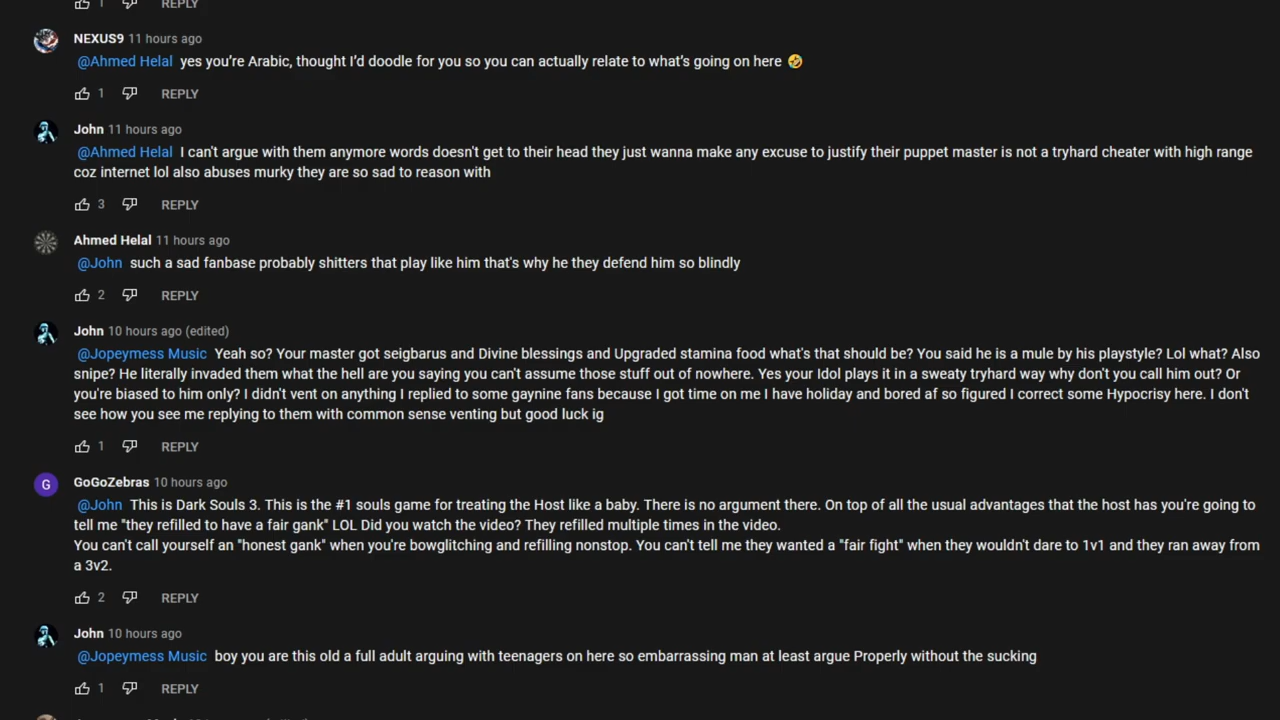 1 REPLY
NEXUS9 11 hours ago
@Ahmed Helal yes you're Arabic, thought I'd doodle for you so you can actually relate to what's going on here 🤣
1 REPLY
John 11 hours ago
@Ahmed Helal I can't argue with them anymore words doesn't get to their head they just wanna make any excuse to justify their puppet master is not a tryhard cheater with high range
coz internet lol also abuses murky they are so sad to reason with
3 REPLY
Ahmed Helal 11 hours ago
@John such a sad fanbase probably shitters that play like him that's why he they defend him so blindly
2 REPLY
John 10 hours ago (edited)
@Jopeymess Music Yeah so? Your master got seigbarus and Divine blessings and Upgraded stamina food what's that should be? You said he is a mule by his playstyle? Lol what? Also
snipe? He literally invaded them what the hell are you saying you can't assume those stuff out of nowhere. Yes your Idol plays it in a sweaty tryhard way why don't you call him out? Or
you're biased to him only? I didn't vent on anything I replied to some gaynine fans because I got time on me I have holiday and bored af so figured I correct some Hypocrisy here. I don't
see how you see me replying to them with common sense venting but good luck ig
1 REPLY
G
GoGoZebras 10 hours ago
@John This is Dark Souls 3. This is the #1 souls game for treating the Host like a baby. There is no argument there. On top of all the usual advantages that the host has you're going to
tell me "they refilled to have a fair gank" LOL Did you watch the video? They refilled multiple times in the video.
You can't call yourself an "honest gank" when you're bowglitching and refilling nonstop. You can't tell me they wanted a "fair fight" when they wouldn't dare to 1v1 and they ran away from
a 3v2.
2 REPLY
John 10 hours ago
@Jopeymess Music boy you are this old a full adult arguing with teenagers on here so embarrassing man at least argue Properly without the sucking
1 REPLY